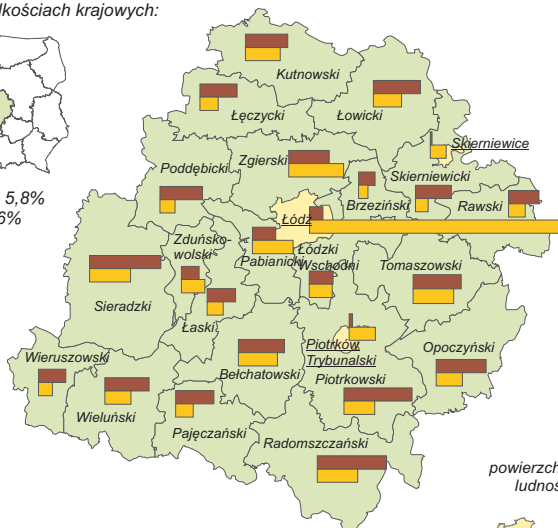 lkościach krajowych:
Kutnowski
Łęczycki
Łowicki
Skierniewice
Poddębicki
Zgierski
Skierniewicki
5,8%
Brzeziński
Rawski
6%
Łódź
Zduńsko-
wolski
Pabianicki
Łódzki
Wschodni
Tomaszowski
Sieradzki
Łaski
Piotrków
Trybunalski
Opoczyński
Wieruszowski
Bełchatowski
Piotrkowski
Wieluński
Pajęczański
Radomszczański
powierzch
ludnoś